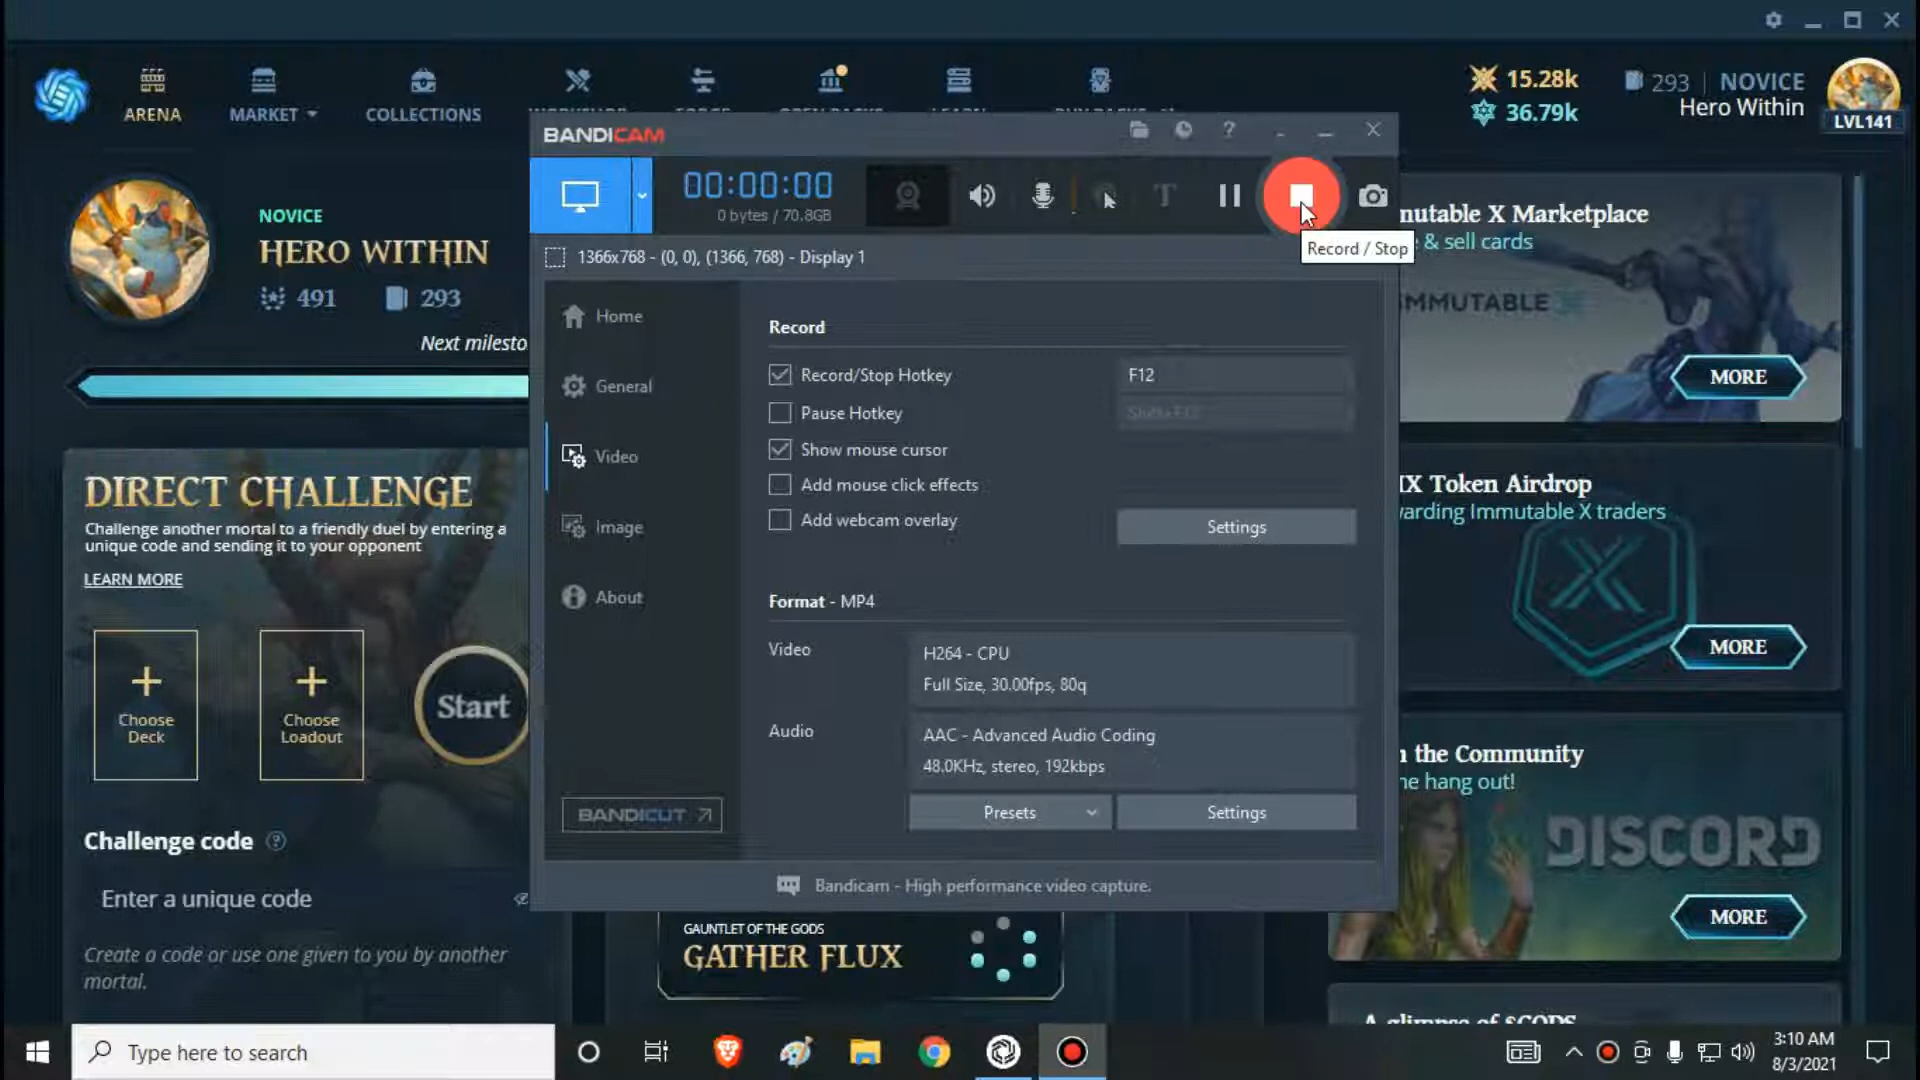 ARENA
MARKET
COLLECTIONS
15.28k
36.79k
293 | NOVICE
Hero Within
LVL141
NOVICE
HERO WITHIN
491
293
Next milesto
DIRECT CHALLENGE
Challenge another mortal to a friendly duel by entering a
unique code and sending it to your opponent
LEARN MORE
Choose
Deck
Choose
Loadout
Start
Challenge code
Enter a unique code
Create a code or use one given to you by another
mortal.
BANDICAM
00:00:00
0 bytes / 70.8GB
T
Record / Stop
1366x768 - (0, 0), (1366, 768) - Display 1
Home
General
Video
Image
About
BANDICUT
Record
Record/Stop Hotkey
F12
Pause Hotkey
Show mouse cursor
Add mouse click effects
Add webcam overlay
Settings
Format - MP4
Video
H264 - CPU
Full Size, 30.00fps, 80q
Audio
AAC - Advanced Audio Coding
48.0KHz, stereo, 192kbps
Presets
Settings
Bandicam - High performance video capture.
GAUNTLET OF THE GODS
GATHER FLUX
mutable X Marketplace
& sell cards
IMMUTABLE
MORE
IX Token Airdrop
varding Immutable X traders
MORE
the Community
ne hang out!
DISCORD
MORE
A glimpse of $GODS
Type here to search
3:10 AM
8/3/2021